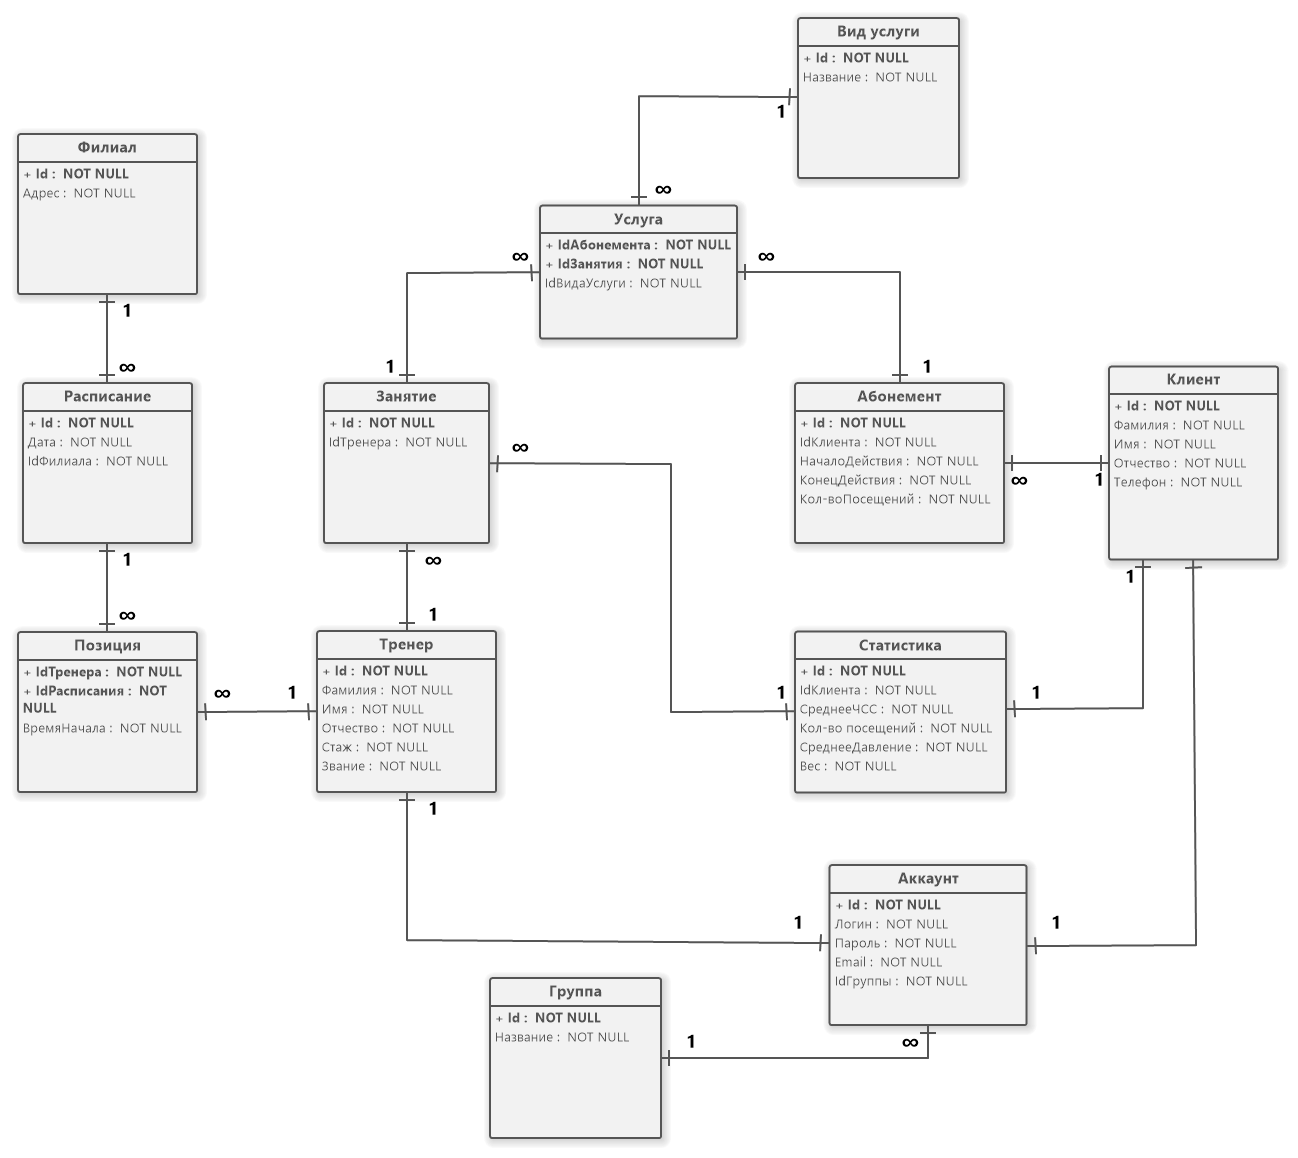 Вид услуги
+ Id : NOT NULL
Название : NOT NULL
1
∞
Филиал
+ Id : NOT NULL
Адрес : NOT NULL
1
∞
Услуга
+ IdАбонемента : NOT NULL
+ IdЗанятия : NOT NULL
IdВидаУслуги : NOT NULL
∞
∞
1
1
Расписание
+ Id : NOT NULL
Дата : NOT NULL
IdФилиала : NOT NULL
1
∞
Занятие
+ Id : NOT NULL
IdТренера : NOT NULL
∞
∞
1
Абонемент
+ Id : NOT NULL
IdКлиента : NOT NULL
НачалоДействия : NOT NULL
КонецДействия : NOT NULL
Кол-воПосещений : NOT NULL
∞
1
Клиент
+ Id : NOT NULL
Фамилия : NOT NULL
Имя : NOT NULL
Отчество : NOT NULL
Телефон : NOT NULL
1
Позиция
+ IdТренера : NOT NULL
+ IdРасписания : NOT
NULL
ВремяНачала : NOT NULL
∞
1
Тренер
+ Id : NOT NULL
Фамилия : NOT NULL
Имя : NOT NULL
Отчество : NOT NULL
Стаж : NOT NULL
Звание : NOT NULL
1
1
Статистика
+ Id : NOT NULL
IdКлиента : NOT NULL
СреднееЧСС : NOT NULL
Кол-во посещений : NOT NULL
СреднееДавление : NOT NULL
Вес : NOT NULL
1
1
Аккаунт
+ Id : NOT NULL
Логин : NOT NULL
Пароль : NOT NULL
Email : NOT NULL
IdГруппы : NOT NULL
1
∞
Группа
+ Id : NOT NULL
Название : NOT NULL
1